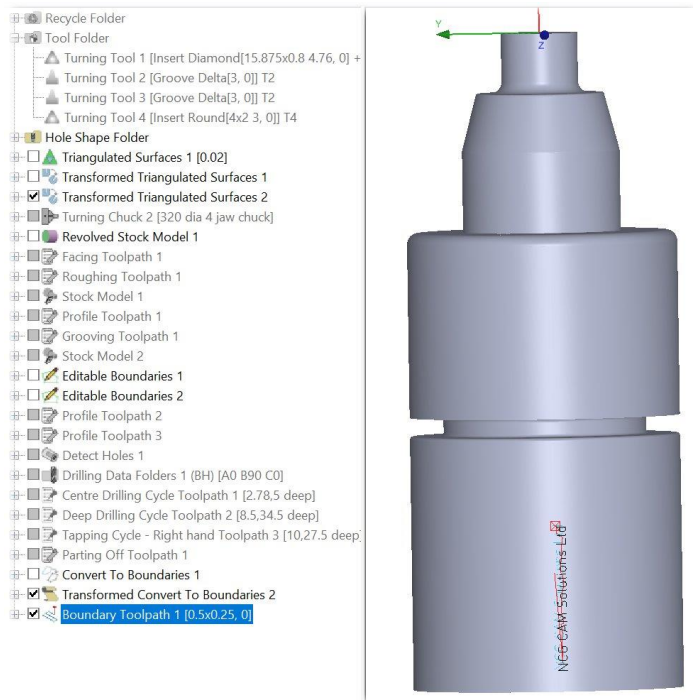 Recycle Folder
Tool Folder
Turning Tool 1 [Insert Diamond[15.875x0.8 4.76, 0] +
Turning Tool 2 [Groove Delta[3, 0]] T2
Turning Tool 3 [Groove Delta[3, 0]] T2
Turning Tool 4 [Insert Round[4x2 3, 0]] T4
Hole Shape Folder
Triangulated Surfaces 1 [0.02]
Transformed Triangulated Surfaces 1
Transformed Triangulated Surfaces 2
Turning Chuck 2 [320 dia 4 jaw chuck]
Revolved Stock Model 1
Facing Toolpath 1
Roughing Toolpath 1
Stock Model 1
Profile Toolpath 1
Grooving Toolpath 1
Stock Model 2
Editable Boundaries 1
Editable Boundaries 2
Profile Toolpath 2
Profile Toolpath 3
Detect Holes 1
Drilling Data Folders 1 (BH) [A0 B90 C0]
Centre Drilling Cycle Toolpath 1 [2.78,5 deep]
Deep Drilling Cycle Toolpath 2 [8.5,34.5 deep]
Tapping Cycle - Right hand Toolpath 3 [10,27.5 deep]
Parting Off Toolpath 1
Convert To Boundaries 1
Transformed Convert To Boundaries 2
Boundary Toolpath 1 [0.5x0.25, 0]
Y
Z
NCG CAM Solutions Ltd